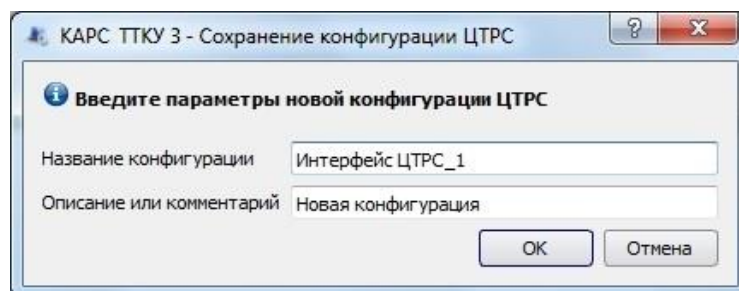 КАРС ТТКУ 3 - Сохранение конфигурации ЦТРС
Введите параметры новой конфигурации ЦТРС
Название конфигурации Интерфейс ЦТРС_1
Описание или комментарий Новая конфигурация
ОК Отмена